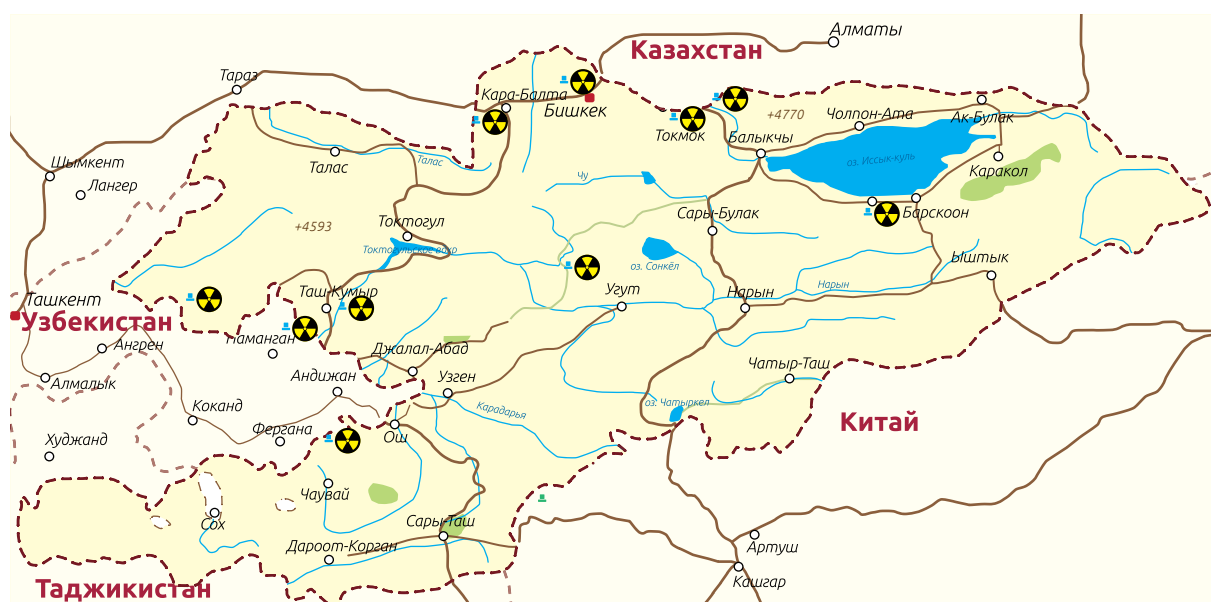 Алматы
Казахстан
Тараз
Кара-Балта
Бишкек
+4770
Чолпон-Ата
Ак-Булак
Токмок
Балыкчы
Шымкент
Талас
Талас
оз. Иссык-куль
Каракол
Лангер
Чу
Токтогул
Сары-Булак
Барскоон
+4593
Токтогульское вдхр
оз. Сонкёл
Ыштык
Ташкент
Таш-Кумыр
Угут
Нарын
Нарын
Узбекистан
Наманган
Ангрен
Джалал-Абад
Чатыр-Таш
Алмалык
Андижан
Узген
Коканд
Карадарья
оз. Чатыркел
Китай
Худжанд
Фергана
Ош
Чаувай
Сох
Сары-Таш
Дароот-Корган
Артуш
Таджикистан
Кашгар